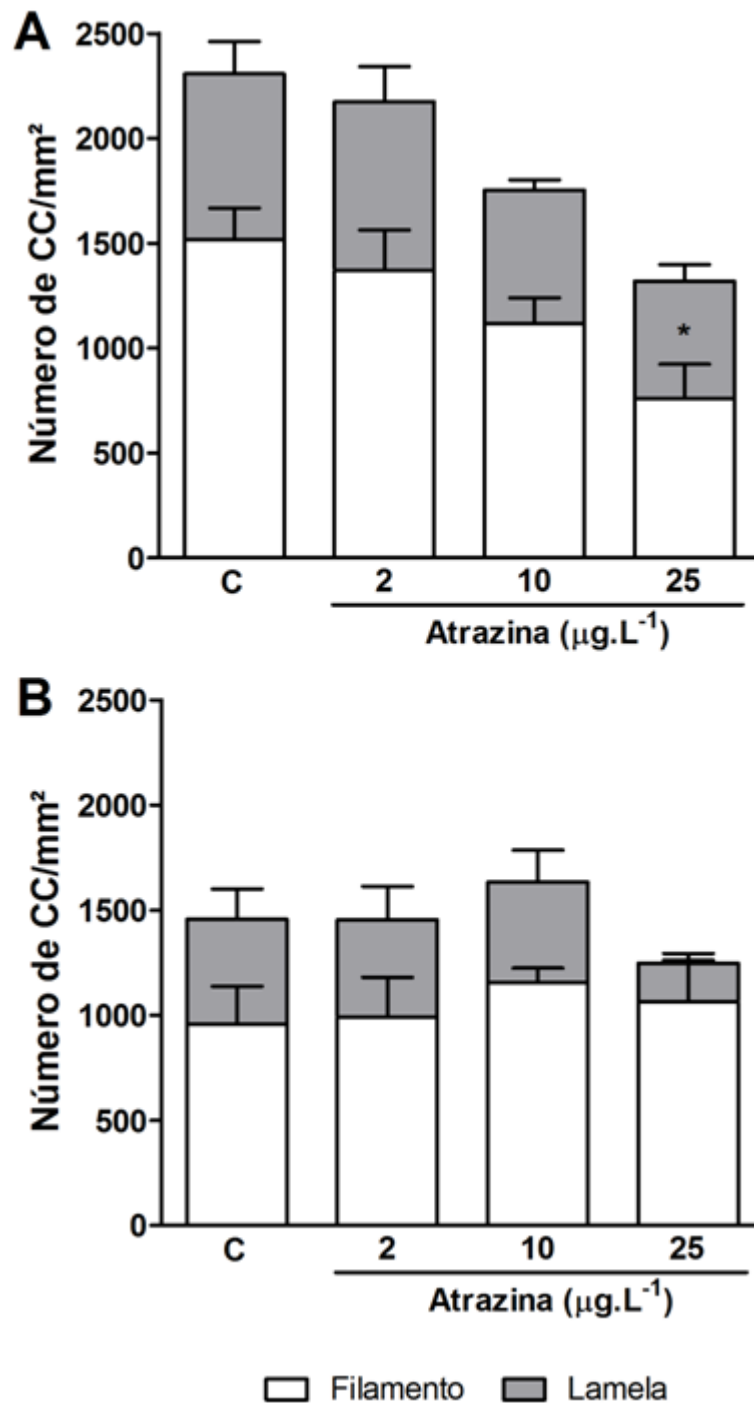 A
Número de CC/mm²
2500
2000
1500
1000
500
0
*
C 2 10 25
Atrazina (μg.L⁻¹)
B
Número de CC/mm²
2500
2000
1500
1000
500
0
C 2 10 25
Atrazina (μg.L⁻¹)
Filamento Lamela